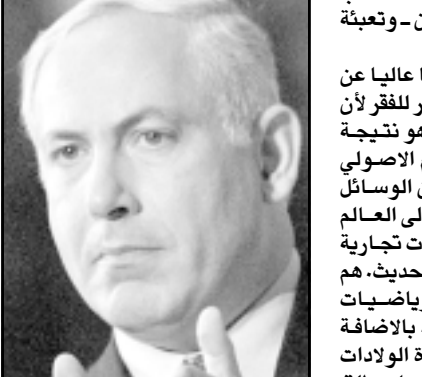 ن ـ وتعبئة
ا عاليا عن
ر للفقر لأن
هو نتيجة
الاصولي
الوسائل
لى العالم
ت تجارية
حديث. هم
رياضيات
بالاضافة
ة الولادات